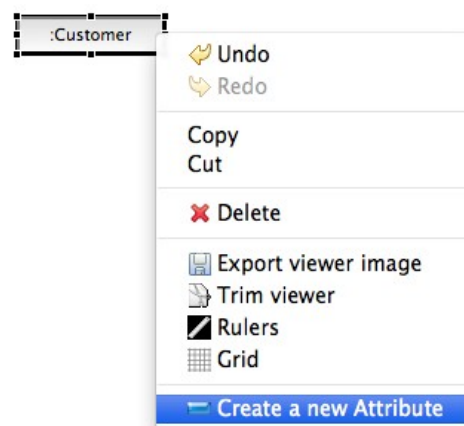 :Customer
Undo
Redo
Copy
Cut
Delete
Export viewer image
Trim viewer
Rulers
Grid
Create a new Attribute